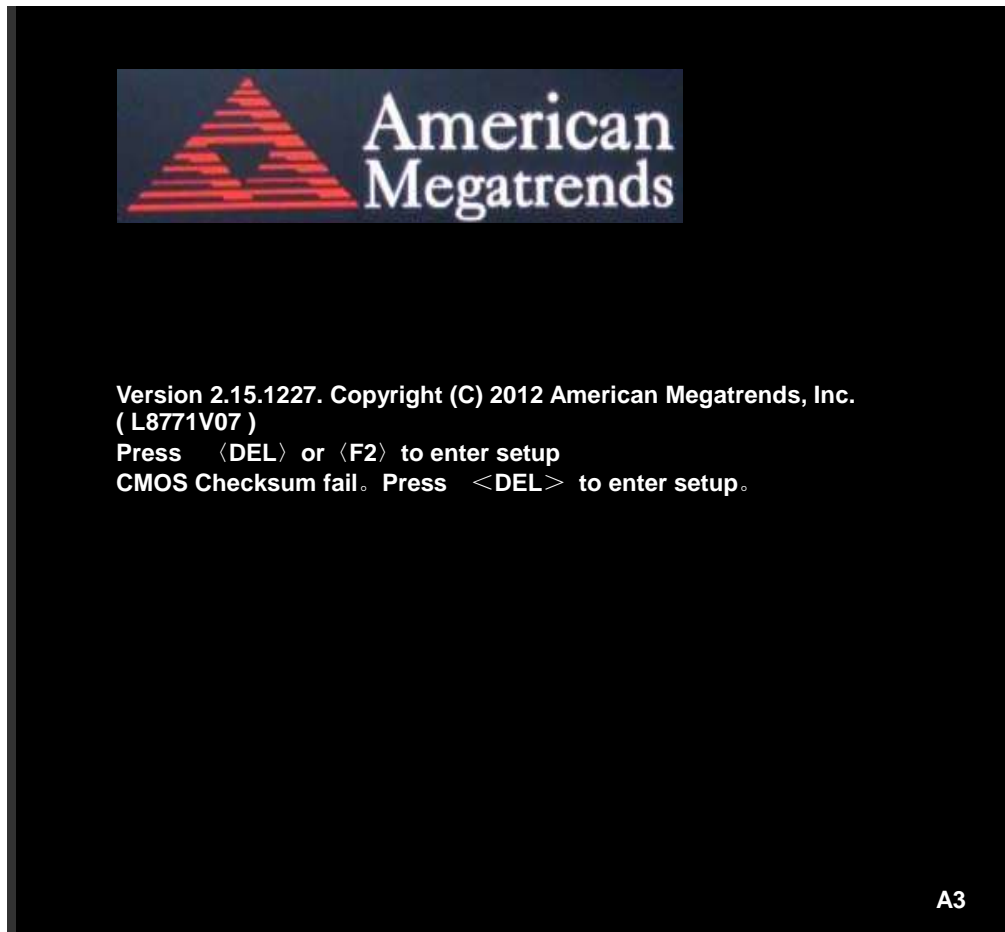 American
Megatrends
Version 2.15.1227. Copyright (C) 2012 American Megatrends, Inc.
( L8771V07 )
Press 〈DEL〉or〈F2〉to enter setup
CMOS Checksum fail。Press ＜DEL＞ to enter setup。
A3